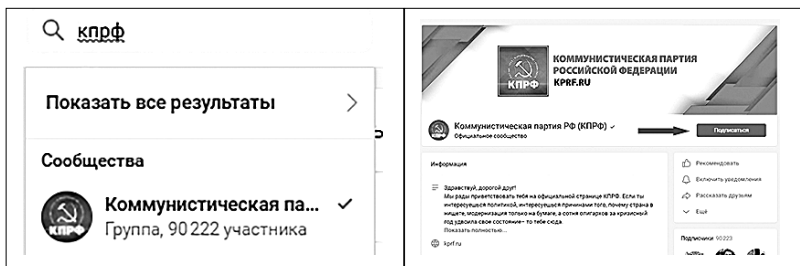 кпрф
Показать все результаты
Сообщества
Коммунистическая па...
Группа, 90 222 участника
КПРФ
КПРФ
КОММУНИСТИЧЕСКАЯ ПАРТИЯ
РОССИЙСКОЙ ФЕДЕРАЦИИ
KPRF.RU
Коммунистическая партия РФ (КПРФ)
Официальное сообщество
Подписаться
Информация
Здравствуй, дорогой друг!
Мы рады приветствовать тебя на официальной странице КПРФ. Если ты
интересуешься политикой, интересуешься причинами того, почему страна в
нищете, модернизация только на бумаге, а сотня олигархов за кризисный
год удвоила свое состояние– то тебе сюда.
Показать полностью...
kprf.ru
Рекомендовать
Включить уведомления
Рассказать друзьям
Ещё
Подписчики 90 223